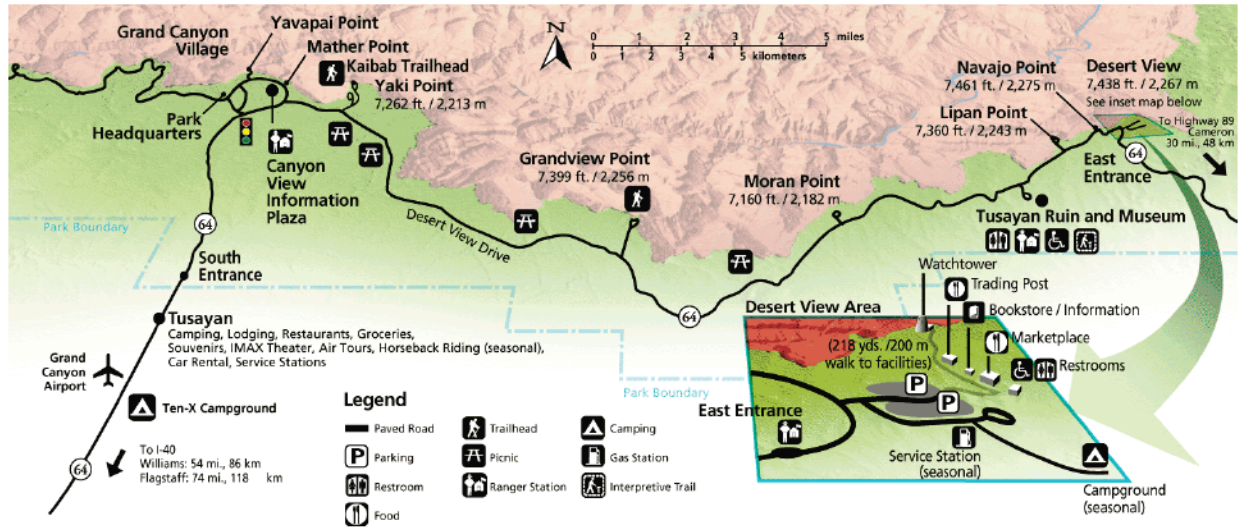 Yavapai Point
Grand Canyon
Village
Mather Point
Kaibab Trailhead
Yaki Point
7,262 ft. / 2,213 m
Park
Headquarters
Canyon
View
Information
Plaza
N
0 1 2 3 4 5 miles
0 1 2 3 4 5 kilometers
Navajo Point
7,461 ft. / 2,275 m
Desert View
7,438 ft. / 2,267 m
See inset map below
Lipan Point
7,360 ft. / 2,243 m
To Highway 89
Cameron
30 mi., 48 km
64
East
Entrance
Grandview Point
7,399 ft. / 2,256 m
Moran Point
7,160 ft. / 2,182 m
Tusayan Ruin and Museum
Desert View Drive
64
Park Boundary
64
South
Entrance
Tusayan
Camping, Lodging, Restaurants, Groceries,
Souvenirs, IMAX Theater, Air Tours, Horseback Riding (seasonal),
Car Rental, Service Stations
Grand
Canyon
Airport
Ten-X Campground
To I-40
Williams: 54 mi., 86 km
Flagstaff: 74 mi., 118 km
64
Park Boundary
Legend
Paved Road
P Parking
Restroom
Food
Trailhead
Picnic
Ranger Station
Camping
Gas Station
Interpretive Trail
Watchtower
Trading Post
Desert View Area
Bookstore / Information
(218 yds. /200 m
walk to facilities)
Marketplace
Restrooms
P
P
East Entrance
Service Station
(seasonal)
Campground
(seasonal)